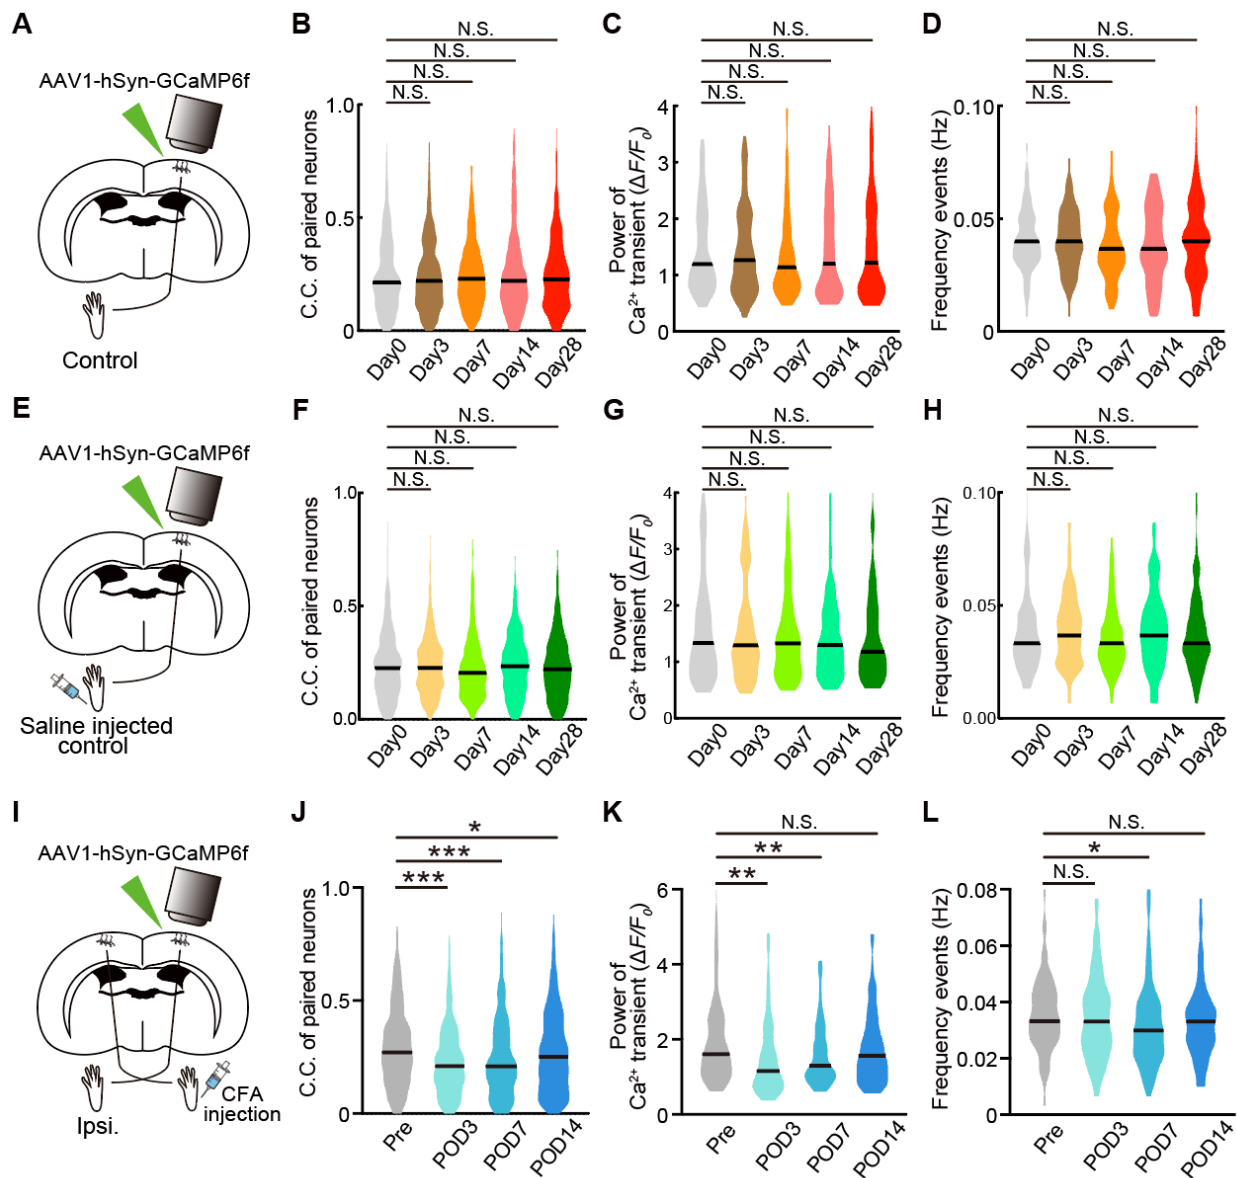 A
AAV1-hSyn-GCaMP6f
Control
B
N.S.
N.S.
N.S.
N.S.
C.C. of paired neurons
1.0
0.5
0
Day0
Day3
Day7
Day14
Day28
C
N.S.
N.S.
N.S.
N.S.
Power of
Ca²⁺ transient (ΔF/F₀)
4
3
2
1
0
Day0
Day3
Day7
Day14
Day28
D
N.S.
N.S.
N.S.
N.S.
Frequency events (Hz)
0.10
0.05
0
Day0
Day3
Day7
Day14
Day28
E
AAV1-hSyn-GCaMP6f
Saline injected
control
F
N.S.
N.S.
N.S.
N.S.
C.C. of paired neurons
1.0
0.5
0.0
Day0
Day3
Day7
Day14
Day28
G
N.S.
N.S.
N.S.
N.S.
Power of
Ca²⁺ transient (ΔF/F₀)
4
3
2
1
0
Day0
Day3
Day7
Day14
Day28
H
N.S.
N.S.
N.S.
N.S.
Frequency events (Hz)
0.10
0.05
0.00
Day0
Day3
Day7
Day14
Day28
I
AAV1-hSyn-GCaMP6f
CFA
injection
Ipsi.
J
*
***
***
C.C. of paired neurons
1.0
0.5
0
Pre
POD3
POD7
POD14
K
N.S.
**
**
Power of
Ca²⁺ transient (ΔF/F₀)
6
4
2
0
Pre
POD3
POD7
POD14
L
N.S.
*
N.S.
Frequency events (Hz)
0.08
0.06
0.04
0.02
0
Pre
POD3
POD7
POD14